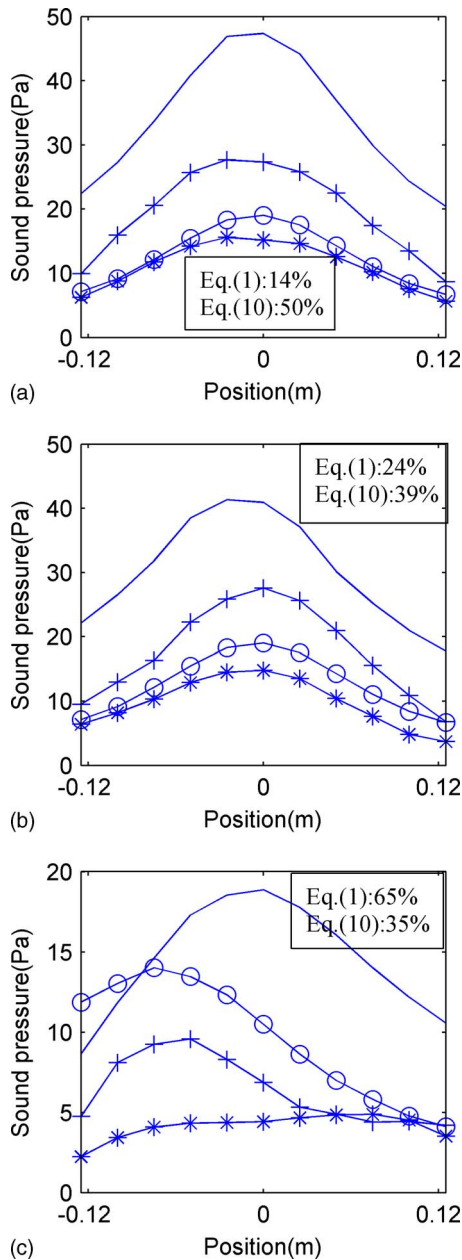 50
40
30
20
10
0
Sound pressure(Pa)
Eq.(1):14%
Eq.(10):50%
-0.12
0
0.12
Position(m)
(a)
50
40
30
20
10
0
Sound pressure(Pa)
Eq.(1):24%
Eq.(10):39%
-0.12
0
0.12
Position(m)
(b)
20
15
10
5
0
Sound pressure(Pa)
Eq.(1):65%
Eq.(10):35%
-0.12
0
0.12
Position(m)
(c)